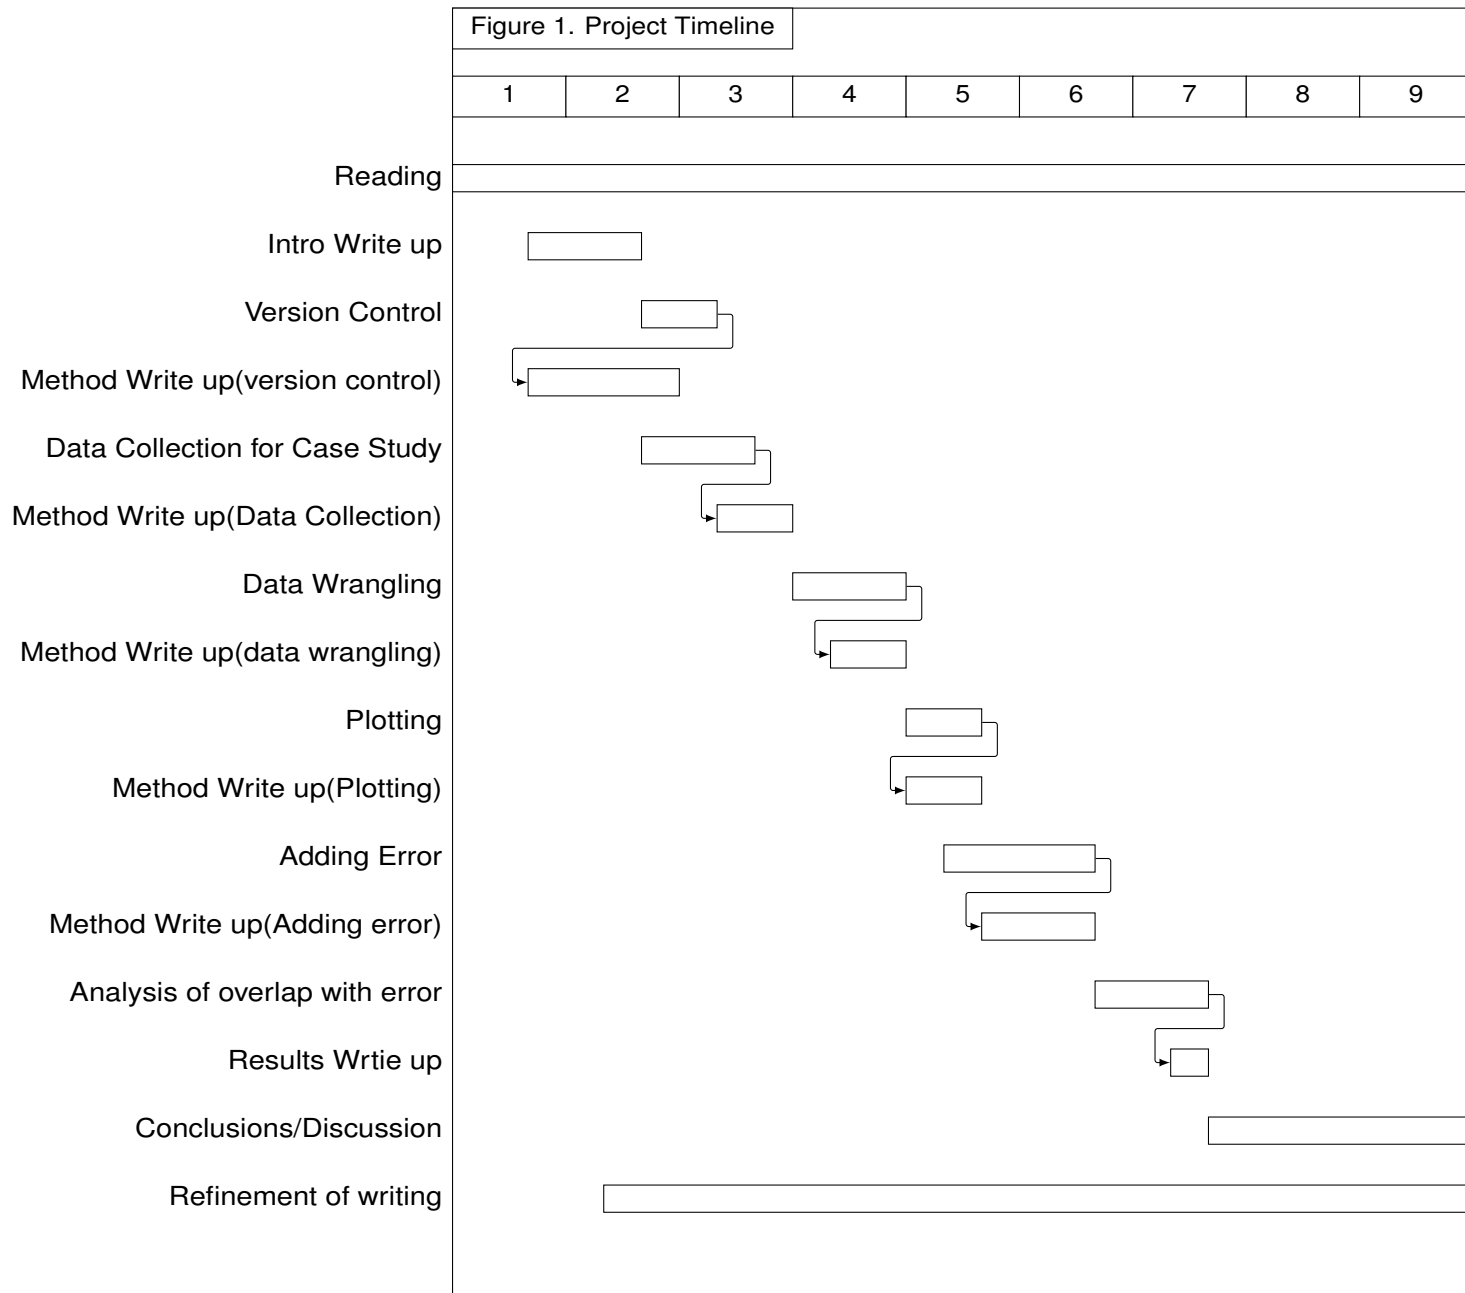 Figure 1. Project Timeline
1 2 3 4 5 6 7 8 9
Reading
Intro Write up
Version Control
Method Write up(version control)
Data Collection for Case Study
Method Write up(Data Collection)
Data Wrangling
Method Write up(data wrangling)
Plotting
Method Write up(Plotting)
Adding Error
Method Write up(Adding error)
Analysis of overlap with error
Results Wrtie up
Conclusions/Discussion
Refinement of writing